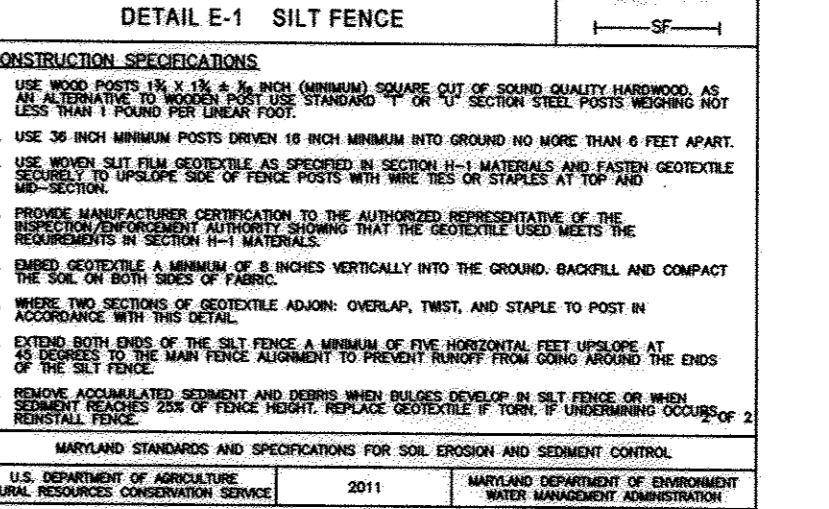 DETAIL E-1 SILT FENCE
SF
ONSTRUCTION SPECIFICATIONS
USE WOOD POSTS 1¾ X 1¾ ± 1/16 INCH (MINIMUM) SQUARE CUT OF SOUND QUALITY HARDWOOD. AS
AN ALTERNATIVE TO WOODEN POST USE STANDARD "T" OR "U" SECTION STEEL POSTS WEIGHING NOT
LESS THAN 1 POUND PER LINEAR FOOT.
USE 36 INCH MINIMUM POSTS DRIVEN 16 INCH MINIMUM INTO GROUND NO MORE THAN 6 FEET APART.
USE WOVEN SLIT FILM GEOTEXTILE AS SPECIFIED IN SECTION H-1 MATERIALS AND FASTEN GEOTEXTILE
SECURELY TO UPSLOPE SIDE OF FENCE POSTS WITH WIRE TIES OR STAPLES AT TOP AND
MID-SECTION.
PROVIDE MANUFACTURER CERTIFICATION TO THE AUTHORIZED REPRESENTATIVE OF THE
INSPECTION/ENFORCEMENT AUTHORITY SHOWING THAT THE GEOTEXTILE USED MEETS THE
REQUIREMENTS IN SECTION H-1 MATERIALS.
EMBED GEOTEXTILE A MINIMUM OF 8 INCHES VERTICALLY INTO THE GROUND. BACKFILL AND COMPACT
THE SOIL ON BOTH SIDES OF FABRIC.
WHERE TWO SECTIONS OF GEOTEXTILE ADJOIN: OVERLAP, TWIST, AND STAPLE TO POST IN
ACCORDANCE WITH THIS DETAIL.
EXTEND BOTH ENDS OF THE SILT FENCE A MINIMUM OF FIVE HORIZONTAL FEET UPSLOPE AT
45 DEGREES TO THE MAIN FENCE ALIGNMENT TO PREVENT RUNOFF FROM GOING AROUND THE ENDS
OF THE SILT FENCE.
REMOVE ACCUMULATED SEDIMENT AND DEBRIS WHEN BULGES DEVELOP IN SILT FENCE OR WHEN
SEDIMENT REACHES 25% OF FENCE HEIGHT. REPLACE GEOTEXTILE IF TORN. IF UNDERMINING OCCURS,
REINSTALL FENCE.
2 OF 2
MARYLAND STANDARDS AND SPECIFICATIONS FOR SOIL EROSION AND SEDIMENT CONTROL
U.S. DEPARTMENT OF AGRICULTURE
URAL RESOURCES CONSERVATION SERVICE
2011
MARYLAND DEPARTMENT OF ENVIRONMENT
WATER MANAGEMENT ADMINISTRATION